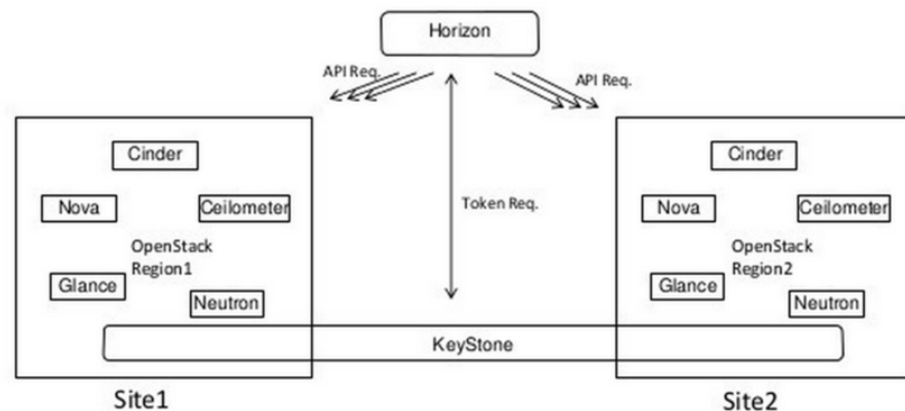 Horizon
API Req.
API Req.
Cinder
Cinder
Nova
Ceilometer
Token Req.
Nova
Ceilometer
OpenStack
Region1
OpenStack
Region2
Glance
Neutron
Glance
Neutron
KeyStone
Site1
Site2